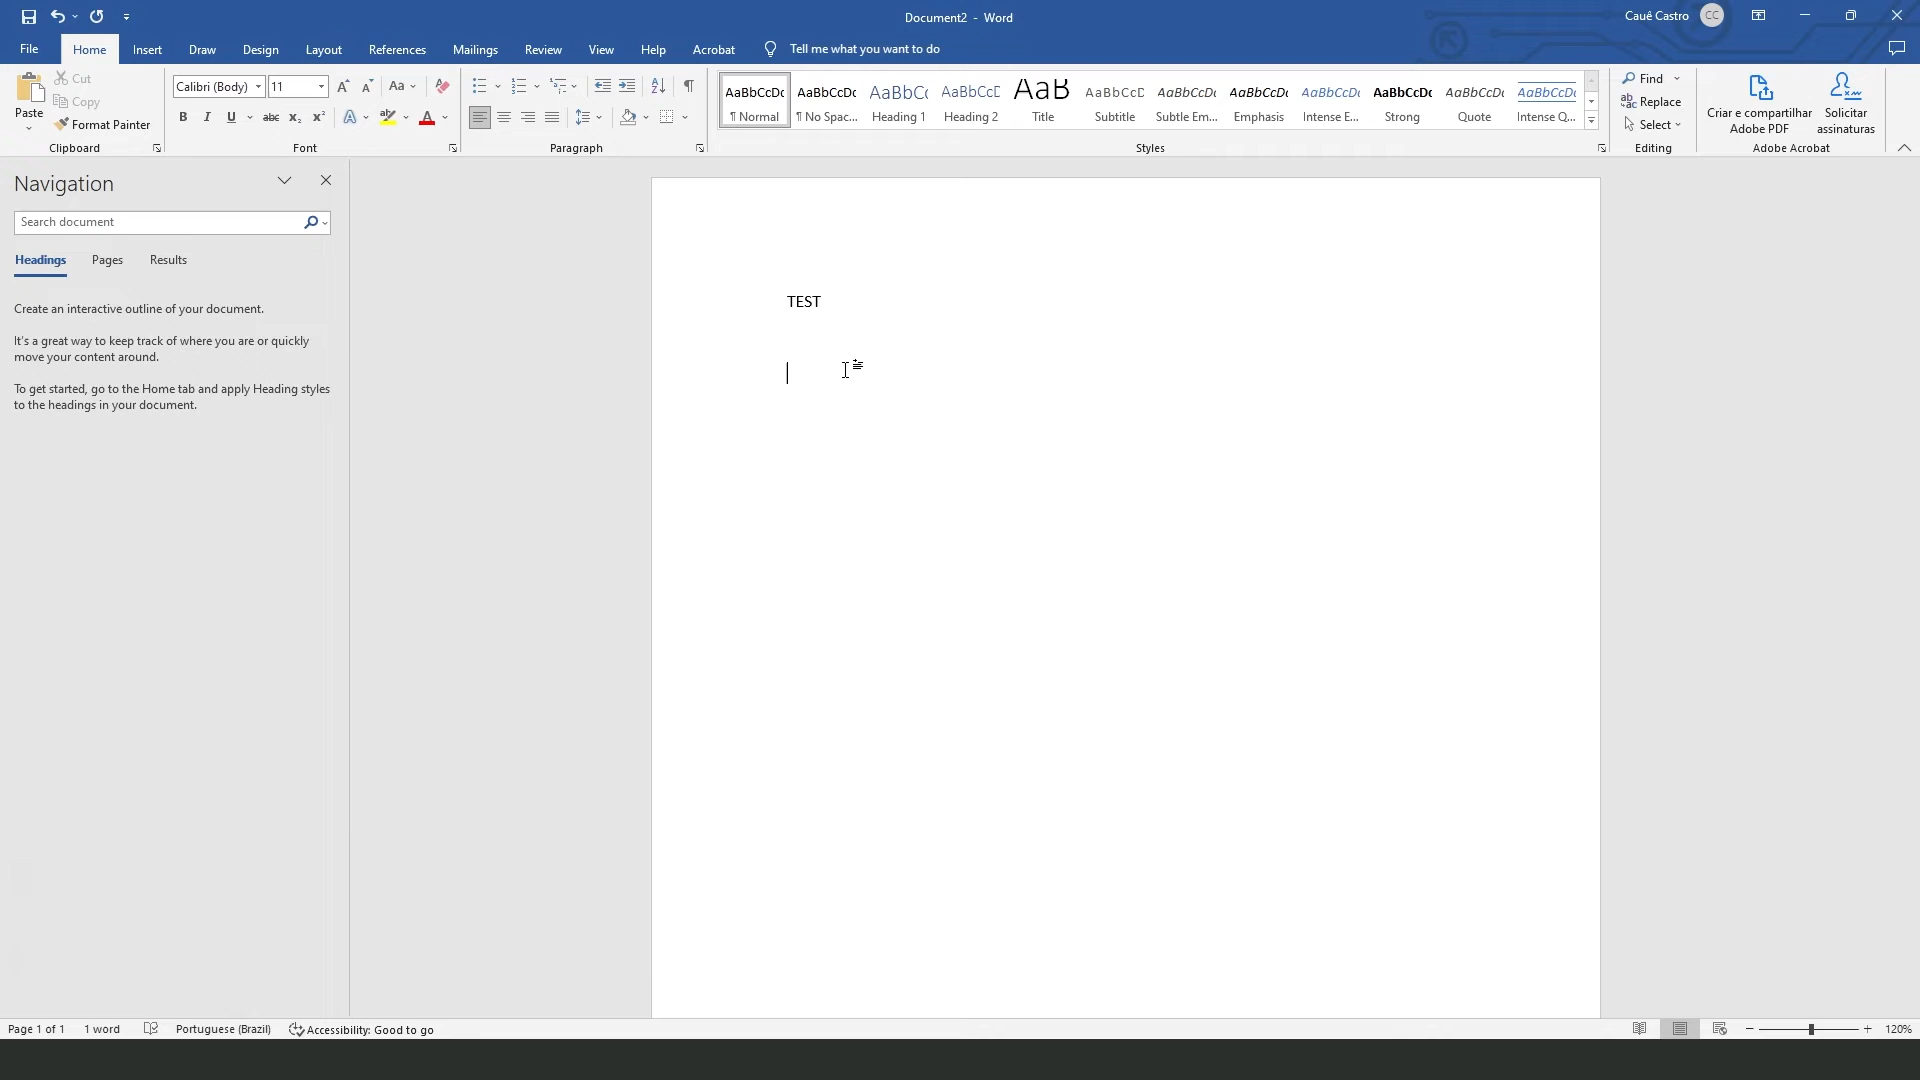 Document2 - Word
Cauê Castro CC
File Home Insert Draw Design Layout References Mailings Review View Help Acrobat Tell me what you want to do
Paste
Cut
Copy
Format Painter
Clipboard
Calibri (Body) 11
Font
Paragraph
AaBbCcDc AaBbCcDc AaBbCc AaBbCcD AaB AaBbCcD AaBbCcDc AaBbCcDc AaBbCcDc AaBbCcDc AaBbCcDc AaBbCcDc
¶ Normal ¶ No Spac... Heading 1 Heading 2 Title Subtitle Subtle Em... Emphasis Intense E... Strong Quote Intense Q...
Styles
Find
Replace
Select
Editing
Criar e compartilhar
Adobe PDF
Solicitar
assinaturas
Adobe Acrobat
Navigation
Search document
Headings Pages Results
Create an interactive outline of your document.
It's a great way to keep track of where you are or quickly
move your content around.
To get started, go to the Home tab and apply Heading styles
to the headings in your document.
TEST
Page 1 of 1 1 word Portuguese (Brazil) Accessibility: Good to go 120%